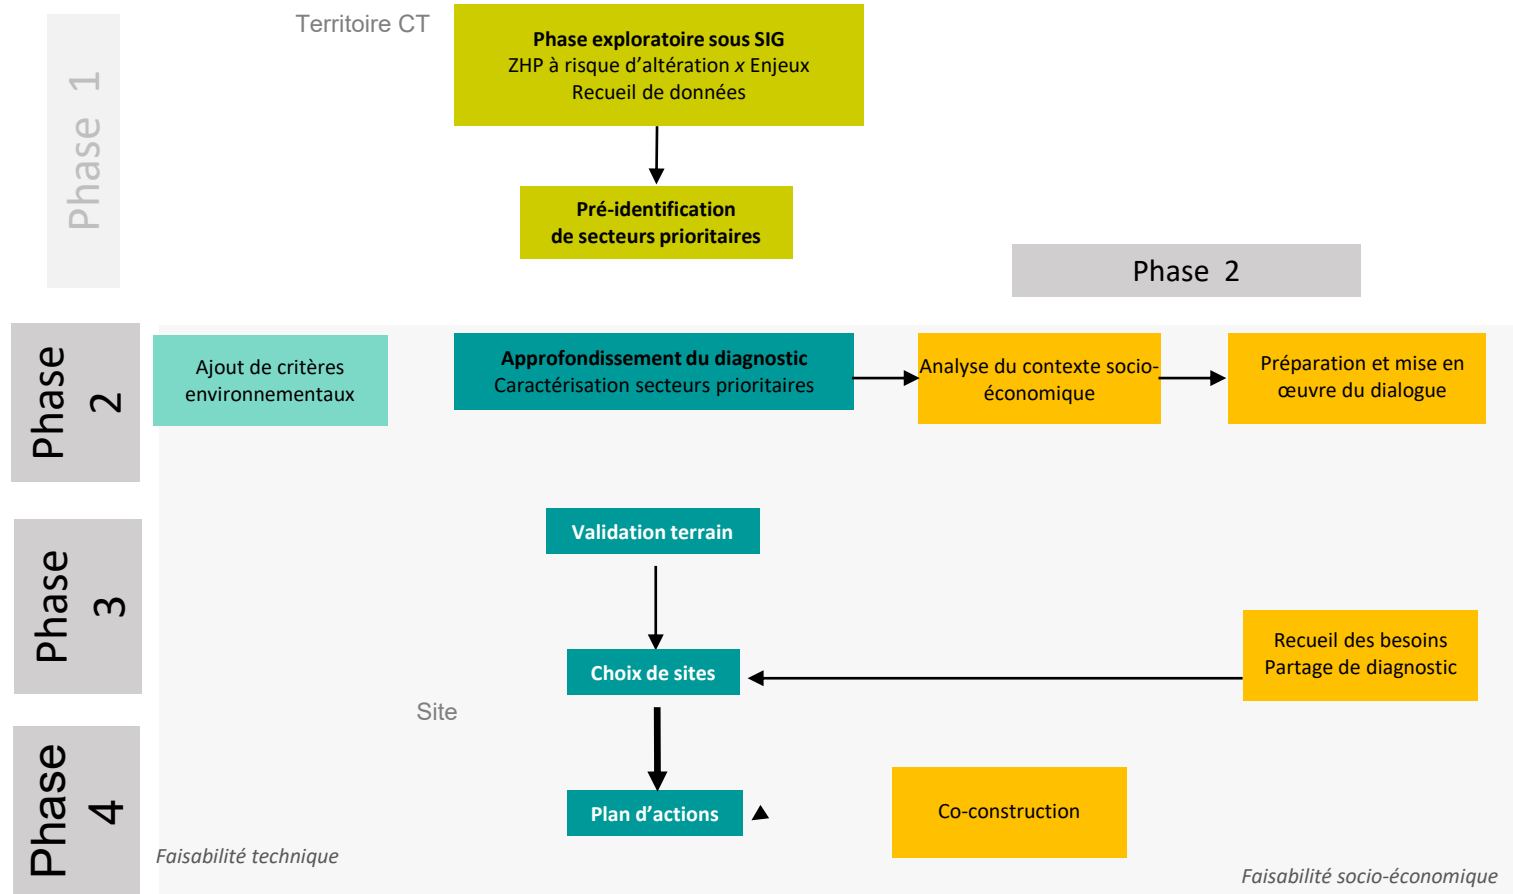 Territoire CT
Phase 1
Phase exploratoire sous SIG
ZHP à risque d'altération x Enjeux
Recueil de données
Pré-identification
de secteurs prioritaires
Phase 2
Phase
2
Ajout de critères
environnementaux
Approfondissement du diagnostic
Caractérisation secteurs prioritaires
Analyse du contexte socio-
économique
Préparation et mise en
œuvre du dialogue
Phase
3
Validation terrain
Choix de sites
Recueil des besoins
Partage de diagnostic
Site
Phase
4
Plan d'actions
Co-construction
Faisabilité technique
Faisabilité socio-économique